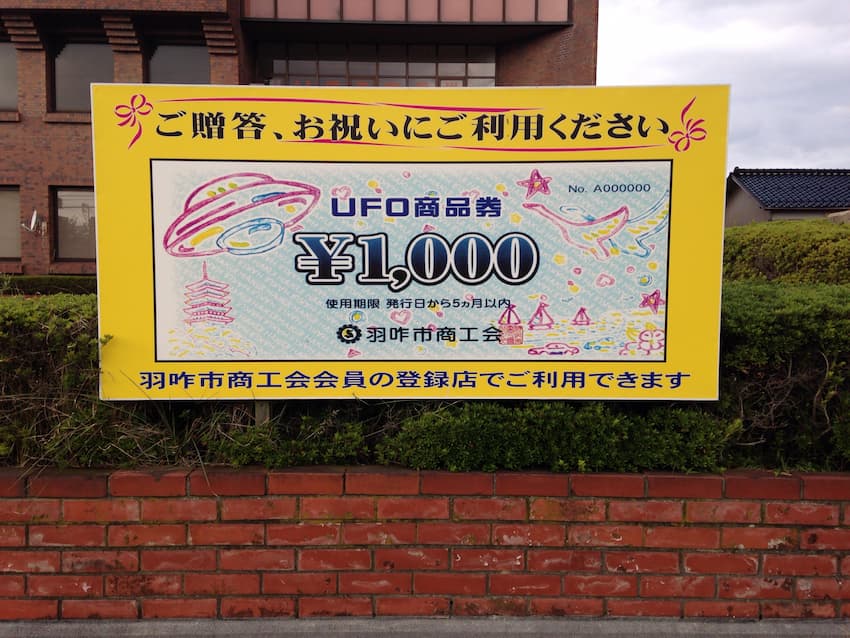 ご贈答、お祝いにご利用ください
UFO商品券
No. A000000
¥1,000
使用期限 発行日から5ヵ月以内
羽咋市商工会
羽咋市商工会会員の登録店でご利用できます